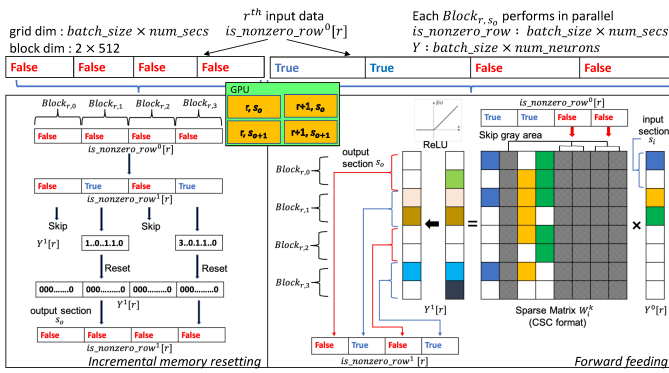 grid dim : batch_size × num_secs
block dim : 2 × 512
r^th input data
is_nonzero_row^0[r]
Each Block_{r,s_o} performs in parallel
is_nonzero_row : batch_size × num_secs
Y : batch_size × num_neurons
False False False False True True False False
GPU
r, s_o r+1, s_o
r, s_{o+1} r+1, s_{o+1}
Block_{r,0} Block_{r,1} Block_{r,2} Block_{r,3}
False False False False
is_nonzero_row^0[r]
False True False True
is_nonzero_row^1[r]
Skip Skip
Y^1[r] 1..0..1.1.0 3..0.1.1..0
Reset Reset
000.......0 000.......0 000.......0 000.......0
Y^1[r]
output section s_o
False False False False
is_nonzero_row^1[r]
Incremental memory resetting
f(x)
ReLU
output
section s_o
Block_{r,0}
Block_{r,1}
Block_{r,2}
Block_{r,3}
is_nonzero_row^0[r]
True True False False
Skip gray area
input
section
s_i
=
×
Y^1[r]
Sparse Matrix W_i^k
(CSC format)
Y^0[r]
False True False True
is_nonzero_row^1 [r]
Forward feeding